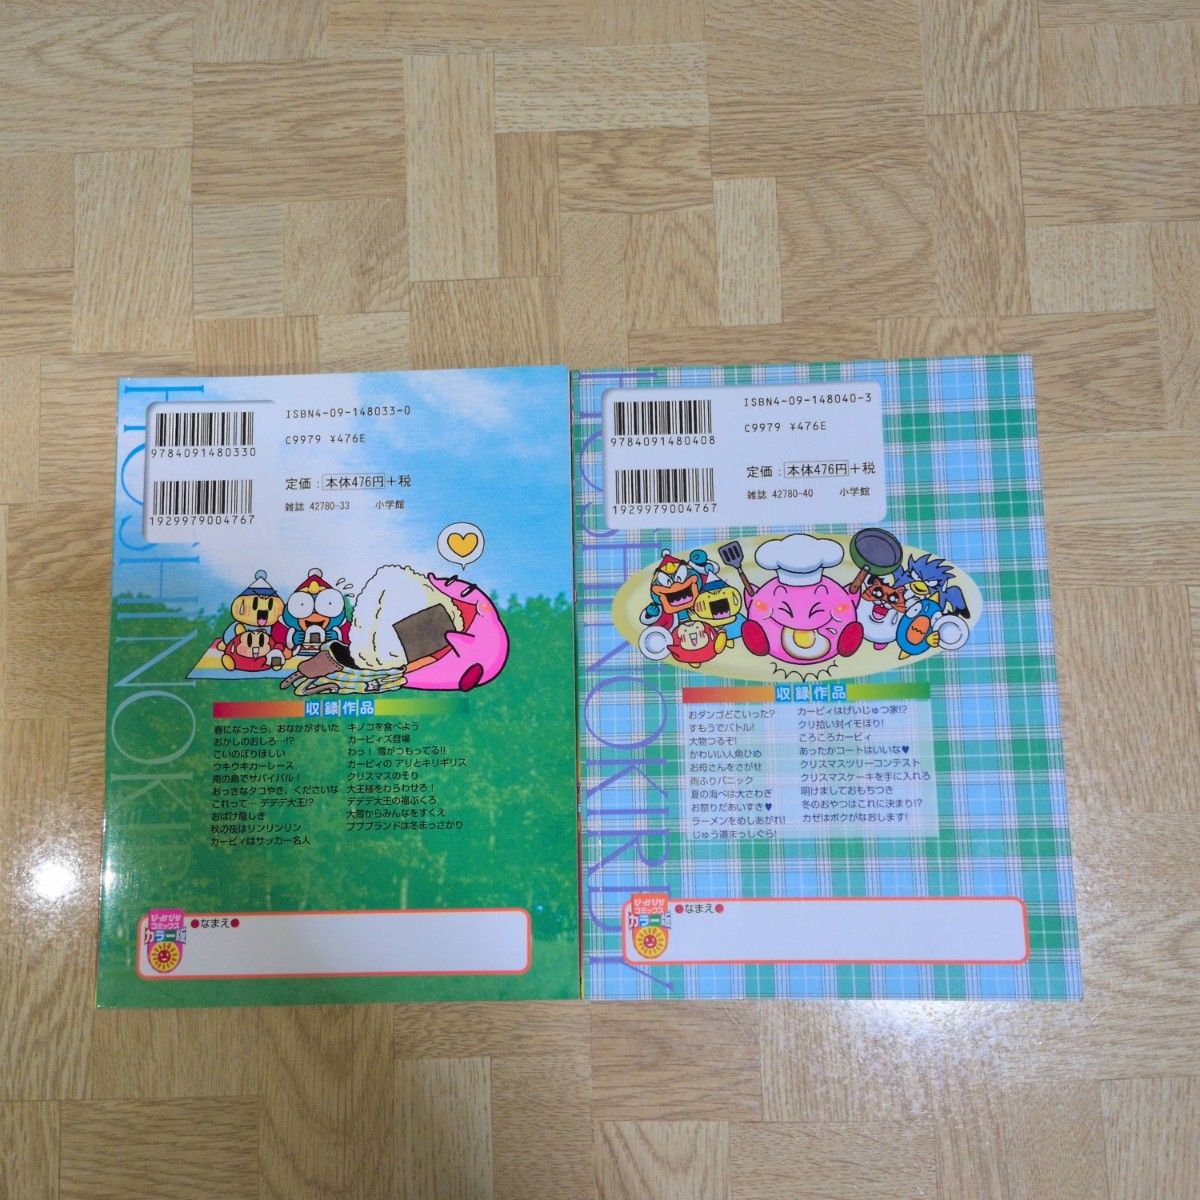 HOSHI NO KIRBY
9784091480330
1929979004767
ISBN4-09-148033-0
C9979 ¥476E
定価：本体476円+税
雑誌 42780-33 小学館
収録作品
春になったら、おなかがすいた
おかしのおしろ…!?
こいのぼりほしい…
ウキウキカーレース
南の島でサバイバル！
おっきなタコやき、くださいな
これって…デデデ大王!?
おばけ屋しき
秋の夜はリンリンリン
カービィはサッカー名人
キノコを食べよう
カービィズ登場
わっ！雪がつもってる!!
カービィの アリとキリギリス
クリスマスのそり
大王様をわらわせろ！
デデデ大王の福ぶくろ
大雪からみんなをすくえ
プププランドは冬まっさかり
ぴっかぴか
コミックス
カラー版
●なまえ●
HOSHI NO KIRBY
9784091480408
1929979004767
ISBN4-09-148040-3
C9979 ¥476E
定価：本体476円+税
雑誌 42780-40 小学館
収録作品
おダンゴどこいった?
すもうでバトル!
大物つるぞ!
かわいい人魚ひめ
お母さんをさがせ
雨ふりパニック
夏の海べは大さわぎ
お祭りだあいすき♥
ラーメンをめしあがれ!
じゅう道まっしぐら!
カービィはげいじゅつ家!?
クリ拾い対イモほり!
ころころカービィ
あったかコートはいいな♥
クリスマスツリーコンテスト
クリスマスケーキを手に入れろ
明けましておもちつき
冬のおやつはこれに決まり!?
カゼはボクがなおします!
ぴっかぴか
コミックス
カラー版
●なまえ●